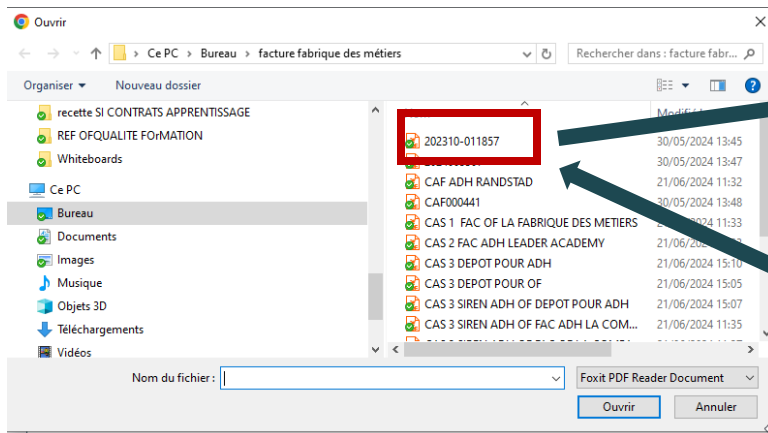 Ouvrir
Ce PC > Bureau > facture fabrique des métiers
Rechercher dans : facture fabr...
Organiser
Nouveau dossier
recette SI CONTRATS APPRENTISSAGE
REF OFQUALITE FOrMATION
Whiteboards
Ce PC
Bureau
Documents
Images
Musique
Objets 3D
Téléchargements
Vidéos
202310-011857 30/05/2024 13:45
30/05/2024 13:47
CAF ADH RANDSTAD 21/06/2024 11:32
CAF000441 30/05/2024 13:48
CAS 1 FAC OF LA FABRIQUE DES METIERS 21/06/2024 11:33
CAS 2 FAC ADH LEADER ACADEMY
CAS 3 DEPOT POUR ADH 21/06/2024 15:10
CAS 3 DEPOT POUR OF 21/06/2024 15:05
CAS 3 SIREN ADH OF DEPOT POUR ADH 21/06/2024 15:07
CAS 3 SIREN ADH OF FAC ADH LA COM... 21/06/2024 11:35
Nom du fichier :
Foxit PDF Reader Document
Ouvrir
Annuler